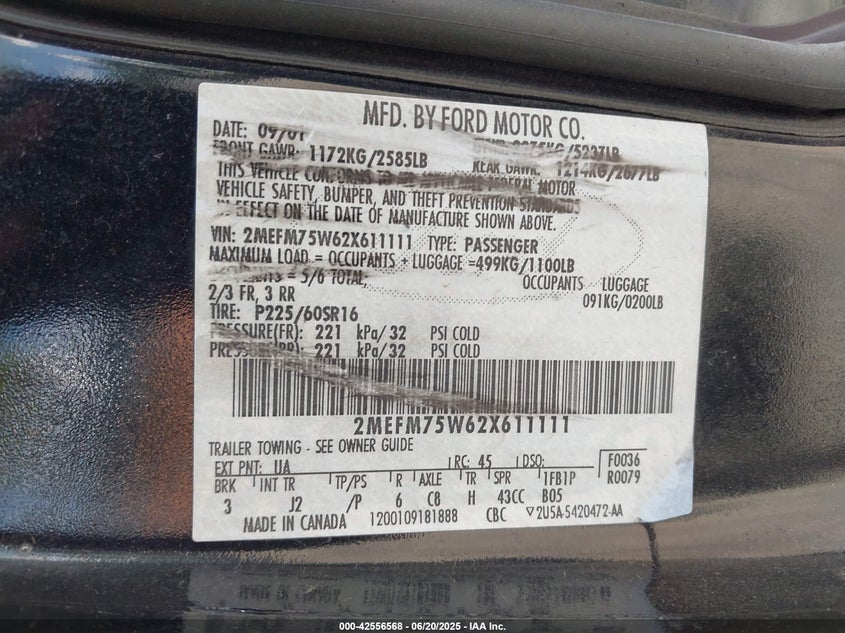 MFD. BY FORD MOTOR CO.
DATE: 09/01 5237LB
FRONT GAWR: 1172KG/2585LB REAR GAWR: 1214KG/2677LB
THIS VEHICLE CONFORMS TO FEDERAL MOTOR
VEHICLE SAFETY, BUMPER, AND THEFT PREVENTION STANDARDS
IN EFFECT ON THE DATE OF MANUFACTURE SHOWN ABOVE.
VIN: 2MEFM75W62X611111 TYPE: PASSENGER
MAXIMUM LOAD = OCCUPANTS + LUGGAGE =499KG/1100LB
= 5/6 TOTAL, OCCUPANTS LUGGAGE
2/3 FR, 3 RR 091KG/0200LB
TIRE: P225/60SR16
PRESSURE(FR): 221 kPa/32 PSI COLD
PRESSURE(RR): 221 kPa/32 PSI COLD
2MEFM75W62X611111
TRAILER TOWING - SEE OWNER GUIDE
EXT PNT: UA RC: 45 DSO: F0036
BRK INT TR TP/PS R AXLE TR SPR 1FB1P R0079
3 J2 /P 6 C8 H 43CC B05
MADE IN CANADA 1200109181888 CBC ▽2U5A-5420472-AA
000-42556568 - 06/20/2025 - IAA, Inc.